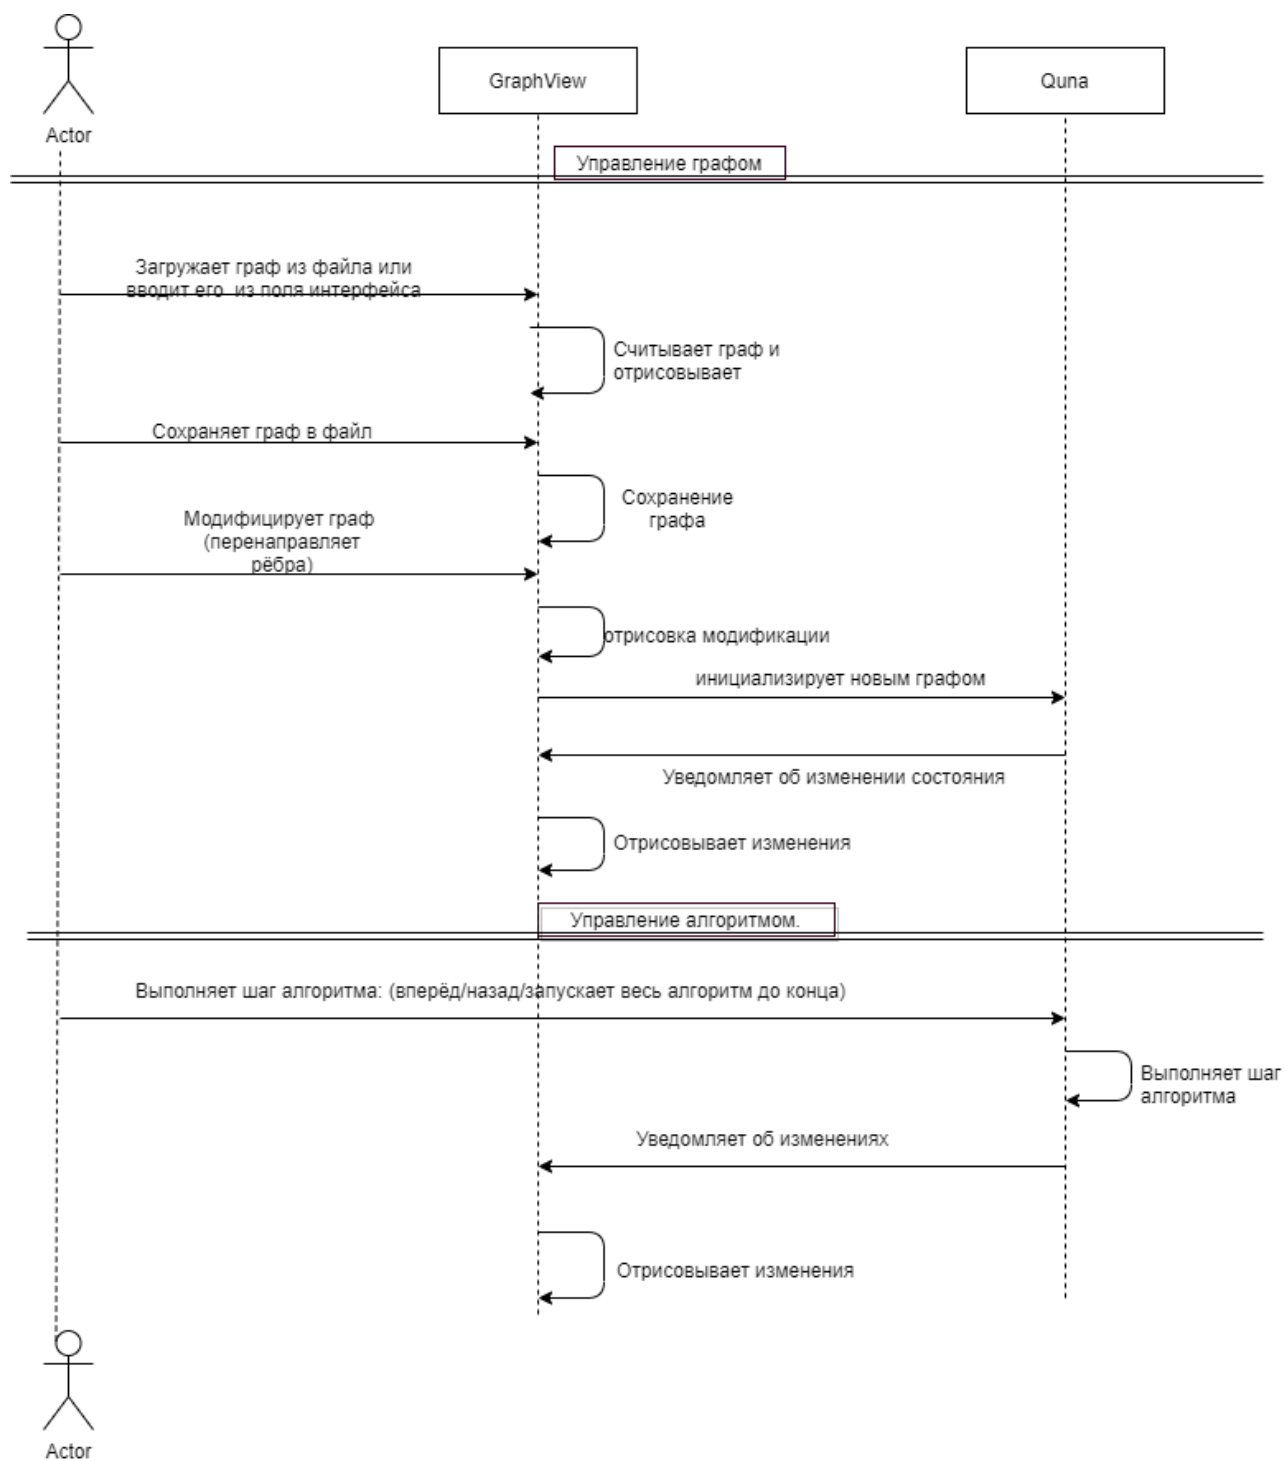 Actor
GraphView
Quna
Управление графом
Загружает граф из файла или
вводит его из поля интерфейса
Считывает граф и
отрисовывает
Сохраняет граф в файл
Сохранение
графа
Модифицирует граф
(перенаправляет
рёбра)
отрисовка модификации
инициализирует новым графом
Уведомляет об изменении состояния
Отрисовывает изменения
Управление алгоритмом.
Выполняет шаг алгоритма: (вперёд/назад/запускает весь алгоритм до конца)
Выполняет шаг
алгоритма
Уведомляет об изменениях
Отрисовывает изменения
Actor